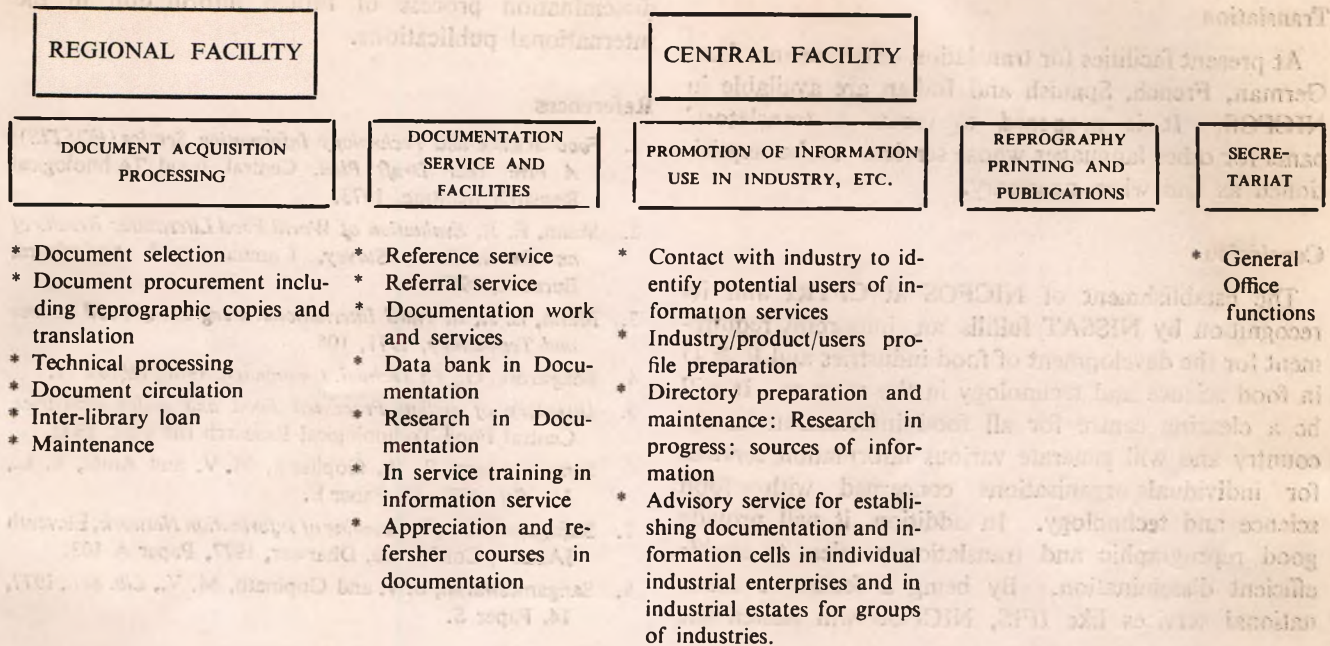 REGIONAL FACILITY
CENTRAL FACILITY
DOCUMENT ACQUISITION
PROCESSING
DOCUMENTATION
SERVICE AND
FACILITIES
PROMOTION OF INFORMATION
USE IN INDUSTRY, ETC.
REPROGRAPHY
PRINTING AND
PUBLICATIONS
SECRE-
TARIAT
* Document selection
* Document procurement inclu-
ding reprographic copies and
translation
* Technical processing
* Document circulation
* Inter-library loan
* Maintenance
* Reference service
* Referral service
* Documentation work
and services
* Data bank in Docu-
mentation
* Research in Docu-
mentation
* In service training in
information service
* Appreciation and re-
fersher courses in
documentation
* Contact with industry to id-
entify potential users of in-
formation services
* Industry/product/users pro-
file preparation
* Directory preparation and
maintenance: Research in
progress: sources of infor-
mation
* Advisory service for establi-
shing documentation and in-
formation cells in individual
industrial enterprises and in
industrial estates for groups
of industries.
* General
Office
functions